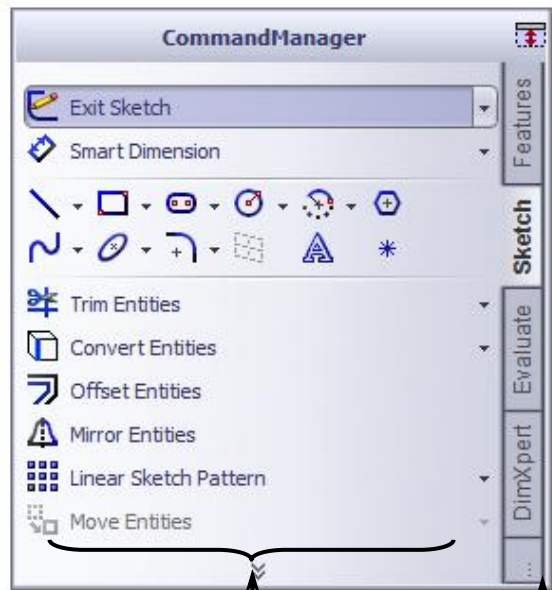 CommandManager
Exit Sketch
Smart Dimension
Trim Entities
Convert Entities
Offset Entities
Mirror Entities
Linear Sketch Pattern
Move Entities
Features
Sketch
Evaluate
DimXpert
...